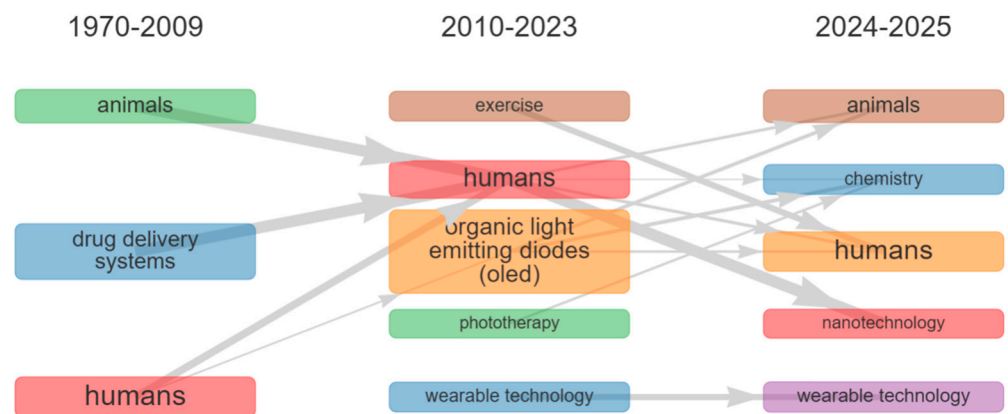 1970-2009
2010-2023
2024-2025
animals
drug delivery
systems
humans
exercise
humans
organic light
emitting diodes
(oled)
phototherapy
wearable technology
animals
chemistry
humans
nanotechnology
wearable technology